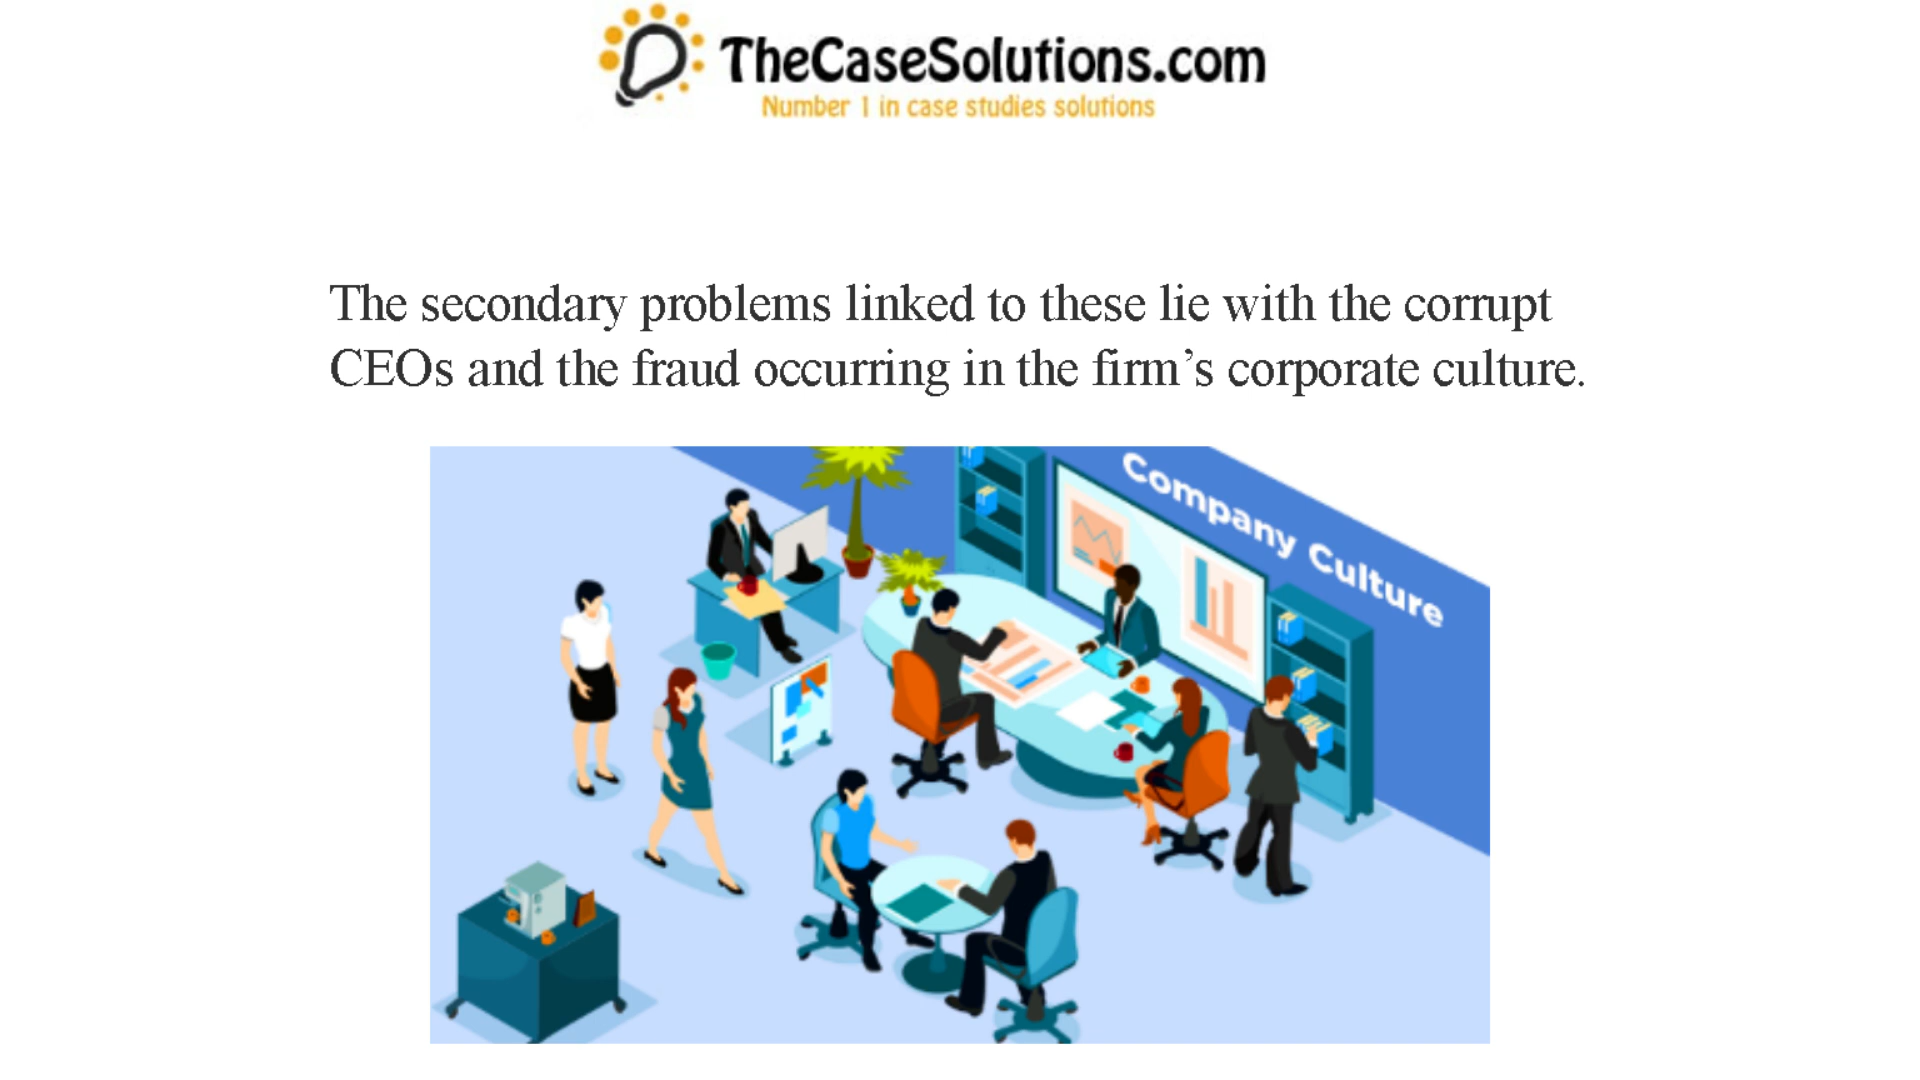 TheCaseSolutions.com
Number 1 in case studies solutions
The secondary problems linked to these lie with the corrupt
CEOs and the fraud occurring in the firm’s corporate culture.
Company Culture